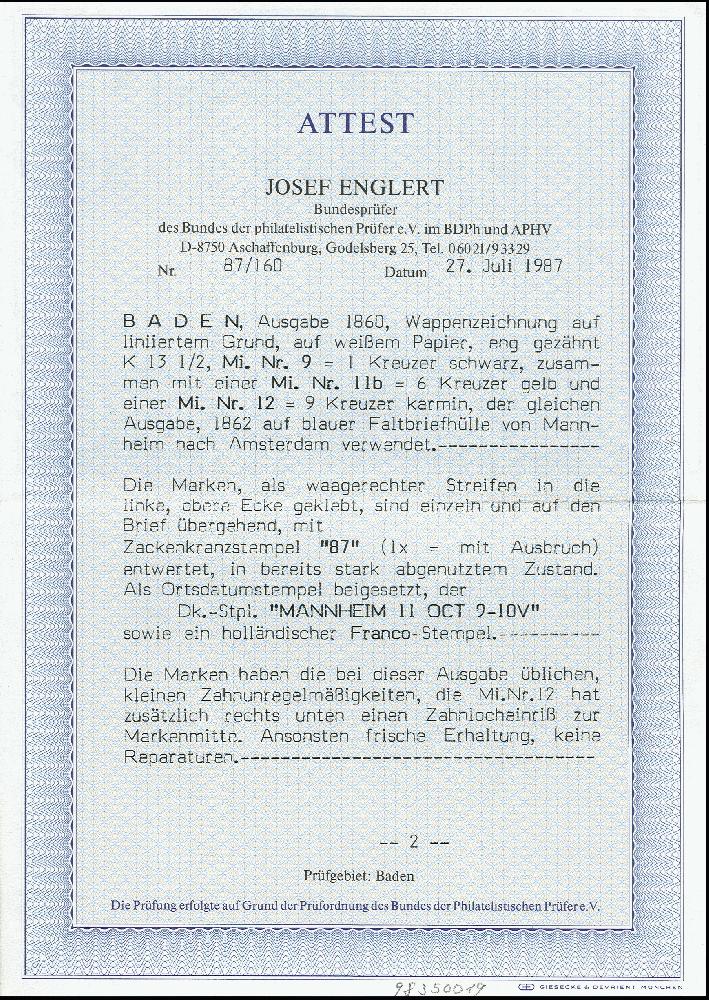 ATTEST
JOSEF ENGLERT
Bundesprüfer
des Bundes der philatelistischen Prüfer e.V. im BDPh und APHV
D-8750 Aschaffenburg, Godelsberg 25, Tel. 06021/93329
Nr. 87/160 Datum 27. Juli 1987
B A D E N, Ausgabe 1860, Wappenzeichnung auf
liniiertem Grund, auf weißem Papier, eng gezähnt
K 13 1/2, Mi. Nr. 9 = 1 Kreuzer schwarz, zusam-
men mit einer Mi. Nr. 11b = 6 Kreuzer gelb und
einer Mi. Nr. 12 = 9 Kreuzer karmin, der gleichen
Ausgabe, 1862 auf blauer Faltbriefhülle von Mann-
heim nach Amsterdam verwendet.----------------
Die Marken, als waagerechter Streifen in die
linke, obere Ecke geklebt, sind einzeln und auf den
Brief übergehend, mit
Zackenkranzstempel "87" (1x = mit Ausbruch)
entwertet, in bereits stark abgenutztem Zustand.
Als Ortsdatumstempel beigesetzt, der
Dk.-Stpl. "MANNHEIM 11 OCT 9-10V"
sowie ein holländischer Franco-Stempel.----------
Die Marken haben die bei dieser Ausgabe üblichen,
kleinen Zahnunregelmäßigkeiten, die Mi.Nr.12 hat
zusätzlich rechts unten einen Zahnlocheinriß zur
Markenmitte. Ansonsten frische Erhaltung, keine
Reparaturen.-----------------------------------
-- 2 --
Prüfgebiet: Baden
Die Prüfung erfolgte auf Grund der Prüfordnung des Bundes der Philatelistischen Prüfer e.V.
98350019
GIESECKE & DEVRIENT MÜNCHEN